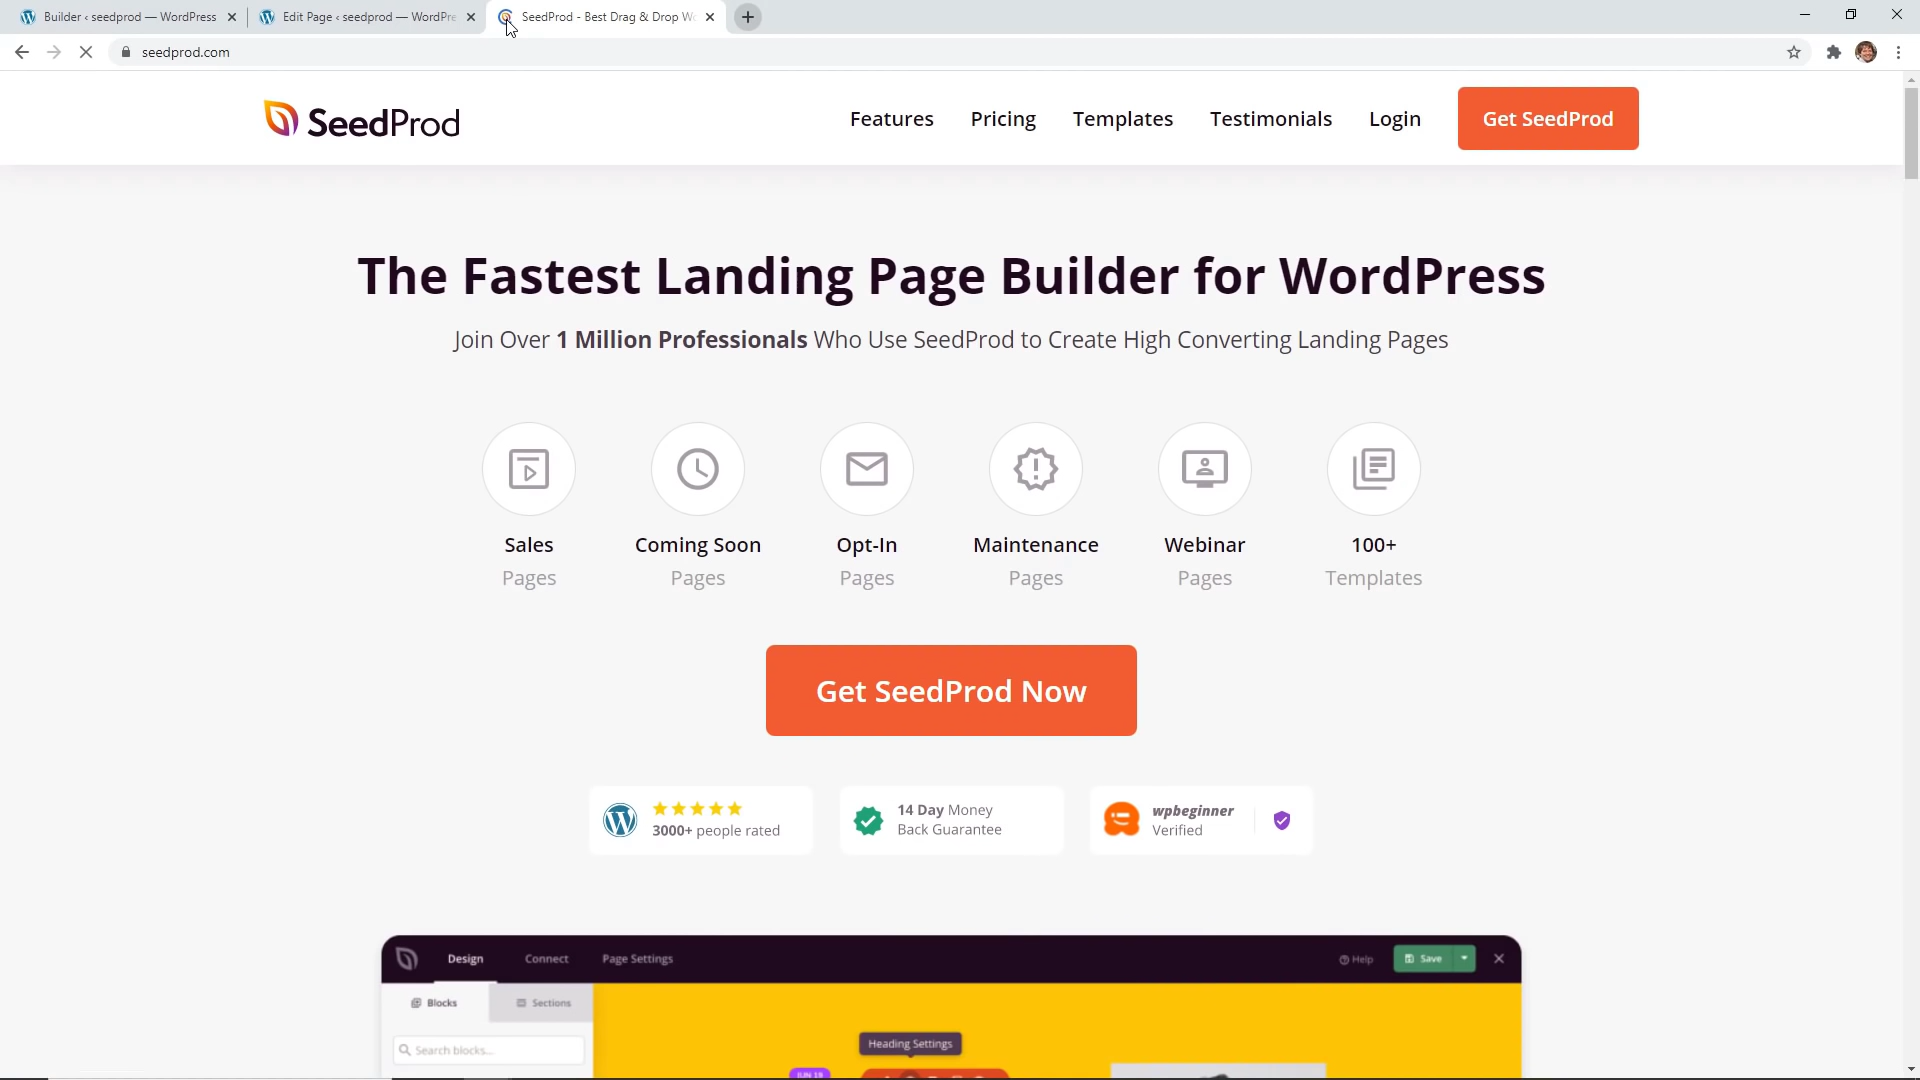 Builder ‹ seedprod — WordPress
Edit Page ‹ seedprod — WordPre
SeedProd - Best Drag & Drop Wo
seedprod.com
SeedProd
Features
Pricing
Templates
Testimonials
Login
Get SeedProd
The Fastest Landing Page Builder for WordPress
Join Over 1 Million Professionals Who Use SeedProd to Create High Converting Landing Pages
Sales
Pages
Coming Soon
Pages
Opt-In
Pages
Maintenance
Pages
Webinar
Pages
100+
Templates
Get SeedProd Now
3000+ people rated
14 Day Money
Back Guarantee
wpbeginner
Verified
Design
Connect
Page Settings
Help
Save
Blocks
Sections
Search blocks...
Heading Settings
JUN 19